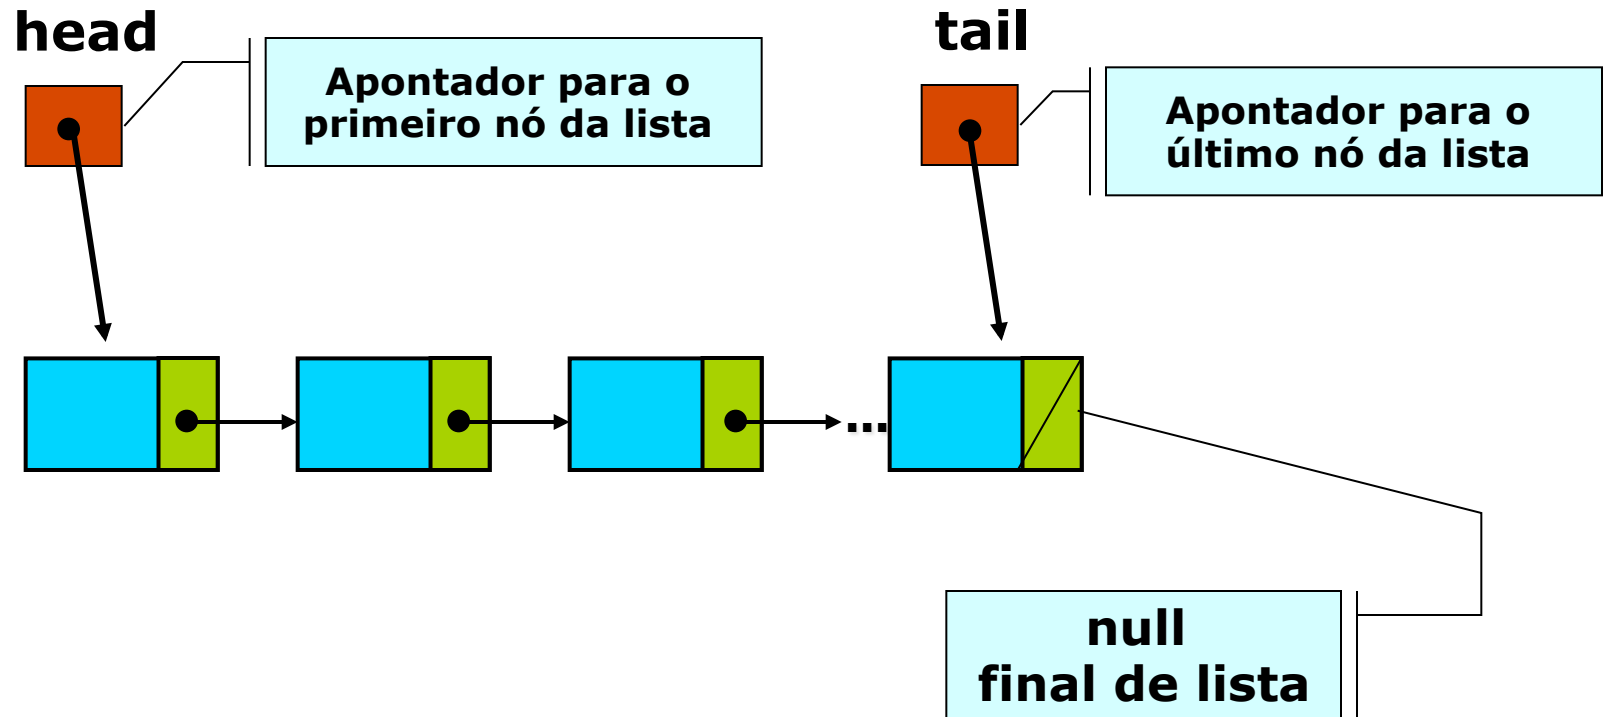 head
Apontador para o
primeiro nó da lista
tail
Apontador para o
último nó da lista
...
null
final de lista